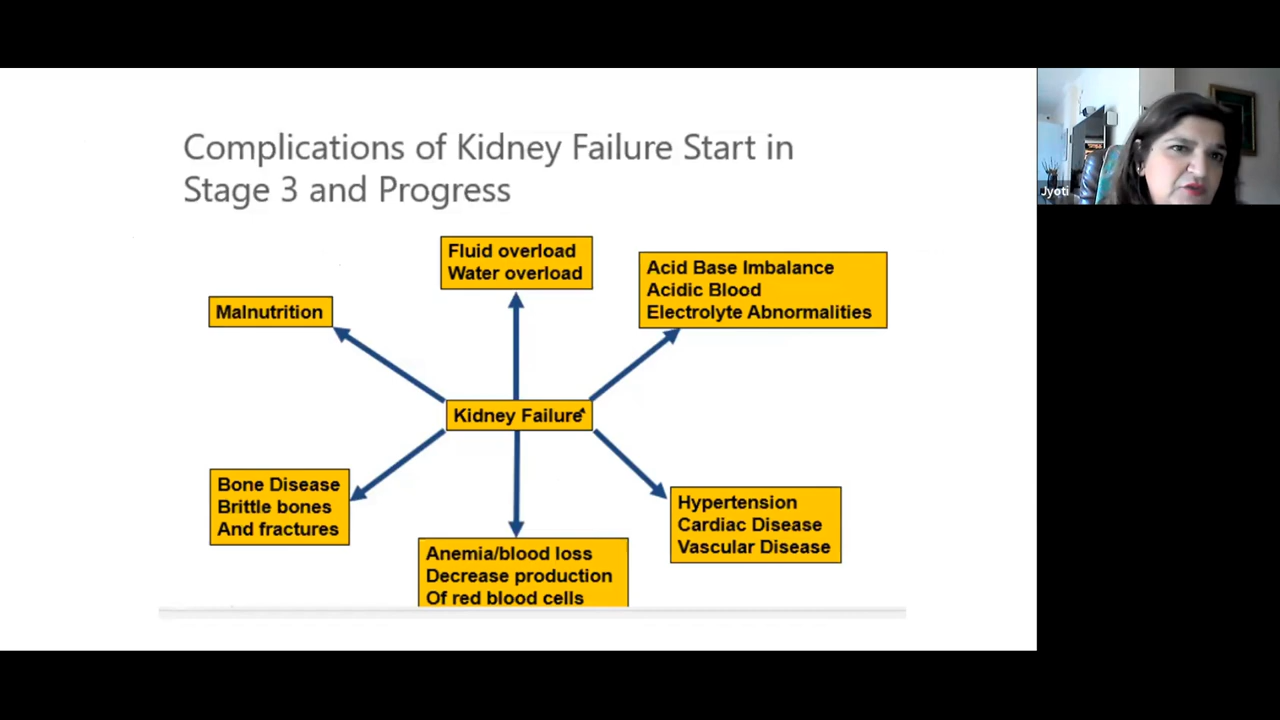 Complications of Kidney Failure Start in
Stage 3 and Progress
Fluid overload
Water overload
Acid Base Imbalance
Acidic Blood
Electrolyte Abnormalities
Malnutrition
Kidney Failure
Bone Disease
Brittle bones
And fractures
Hypertension
Cardiac Disease
Vascular Disease
Anemia/blood loss
Decrease production
Of red blood cells
Jyoti